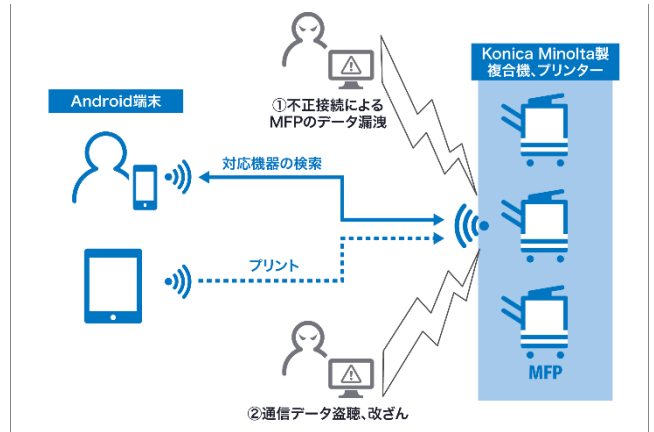 Konica Minolta製
複合機、プリンター
Android端末
①不正接続による
MFPのデータ漏洩
対応機器の検索
プリント
MFP
②通信データ盗聴、改ざん